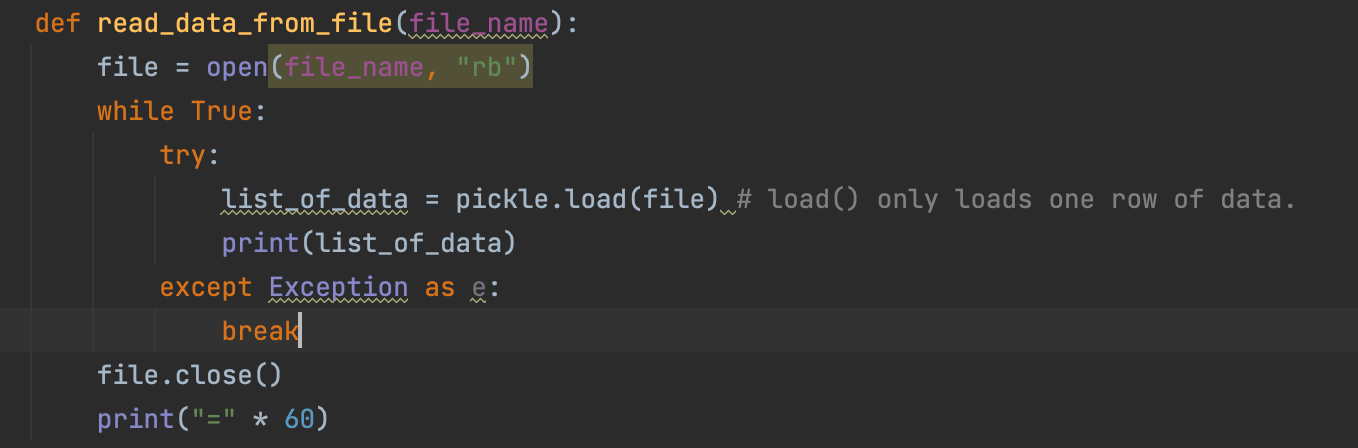 def read_data_from_file(file_name):
    file = open(file_name, "rb")
    while True:
        try:
            list_of_data = pickle.load(file) # load() only loads one row of data.
            print(list_of_data)
        except Exception as e:
            break
    file.close()
    print("=" * 60)